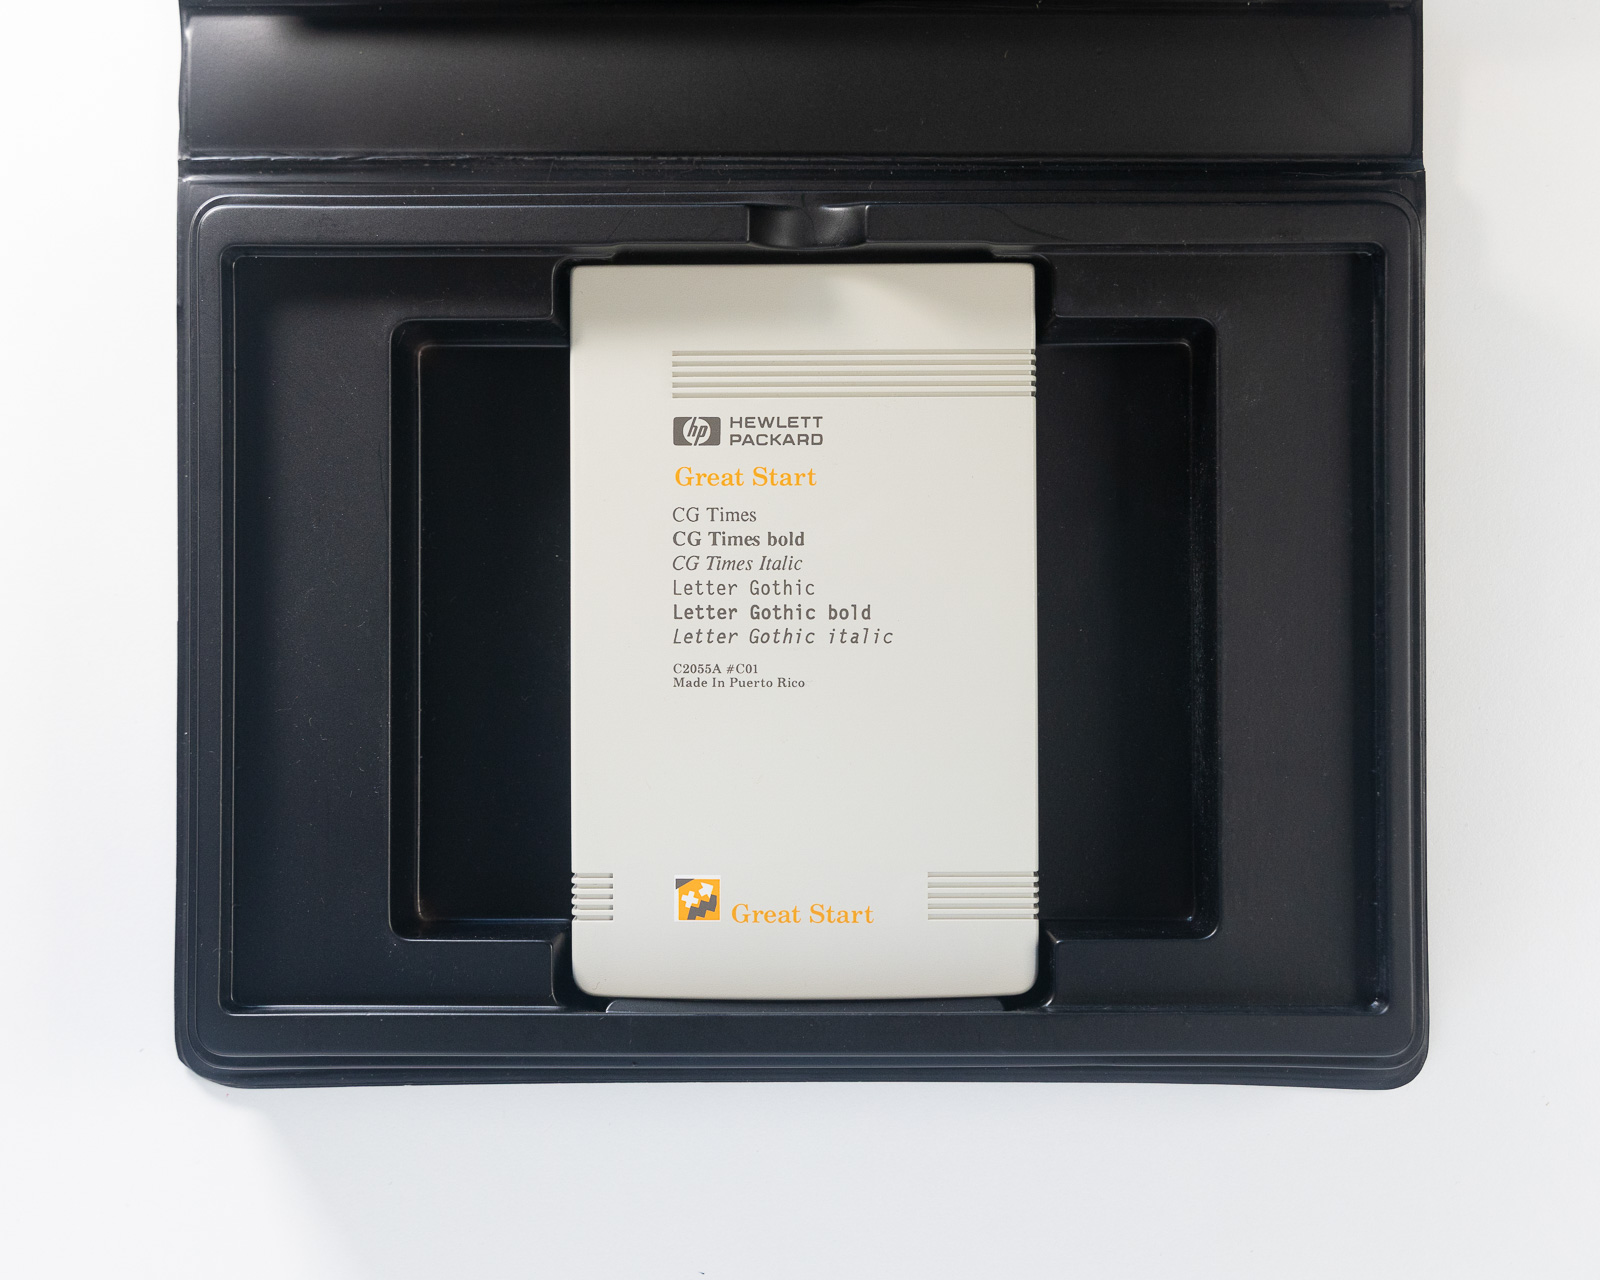 hp HEWLETT
PACKARD
Great Start
CG Times
CG Times bold
CG Times Italic
Letter Gothic
Letter Gothic bold
Letter Gothic italic
C2055A #C01
Made In Puerto Rico
Great Start